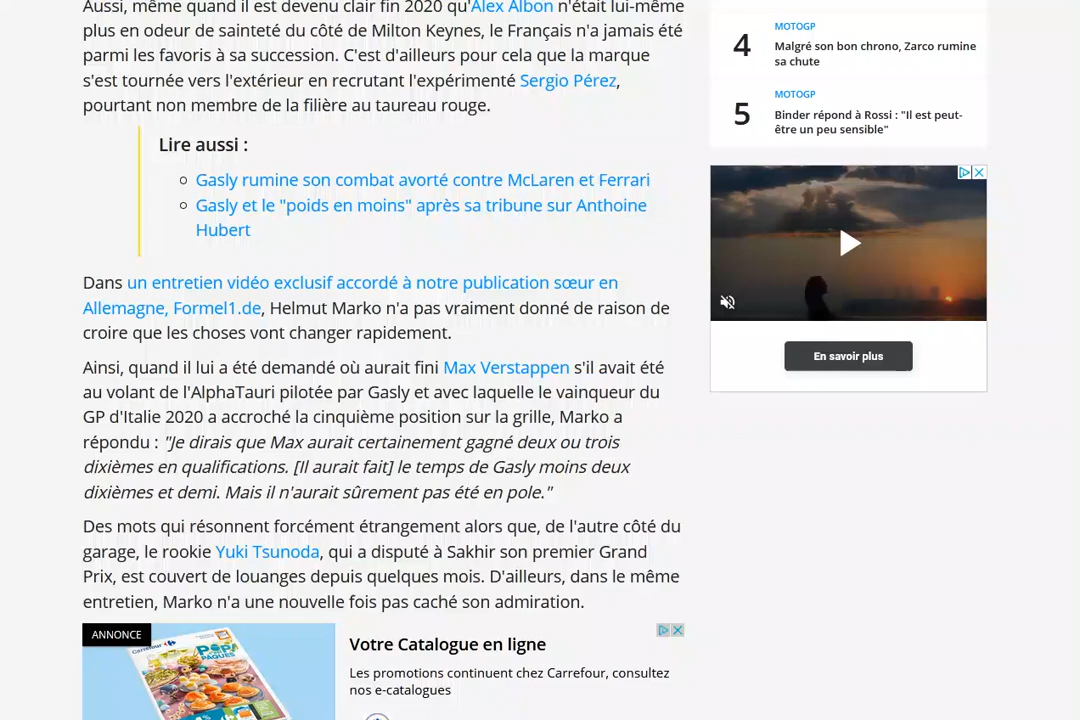 Aussi, même quand il est devenu clair fin 2020 qu'Alex Albon n'était lui-même
plus en odeur de sainteté du côté de Milton Keynes, le Français n'a jamais été
parmi les favoris à sa succession. C'est d'ailleurs pour cela que la marque
s'est tournée vers l'extérieur en recrutant l'expérimenté Sergio Pérez,
pourtant non membre de la filière au taureau rouge.
Lire aussi :
Gasly rumine son combat avorté contre McLaren et Ferrari
Gasly et le "poids en moins" après sa tribune sur Anthoine
Hubert
Dans un entretien vidéo exclusif accordé à notre publication sœur en
Allemagne, Formel1.de, Helmut Marko n'a pas vraiment donné de raison de
croire que les choses vont changer rapidement.
Ainsi, quand il lui a été demandé où aurait fini Max Verstappen s'il avait été
au volant de l'AlphaTauri pilotée par Gasly et avec laquelle le vainqueur du
GP d'Italie 2020 a accroché la cinquième position sur la grille, Marko a
répondu : "Je dirais que Max aurait certainement gagné deux ou trois
dixièmes en qualifications. [Il aurait fait] le temps de Gasly moins deux
dixièmes et demi. Mais il n'aurait sûrement pas été en pole."
Des mots qui résonnent forcément étrangement alors que, de l'autre côté du
garage, le rookie Yuki Tsunoda, qui a disputé à Sakhir son premier Grand
Prix, est couvert de louanges depuis quelques mois. D'ailleurs, dans le même
entretien, Marko n'a une nouvelle fois pas caché son admiration.
ANNONCE
Carrefour
Votre Catalogue en ligne
Les promotions continuent chez Carrefour, consultez
nos e-catalogues
MOTOGP
4
Malgré son bon chrono, Zarco rumine
sa chute
MOTOGP
5
Binder répond à Rossi : "Il est peut-
être un peu sensible"
En savoir plus